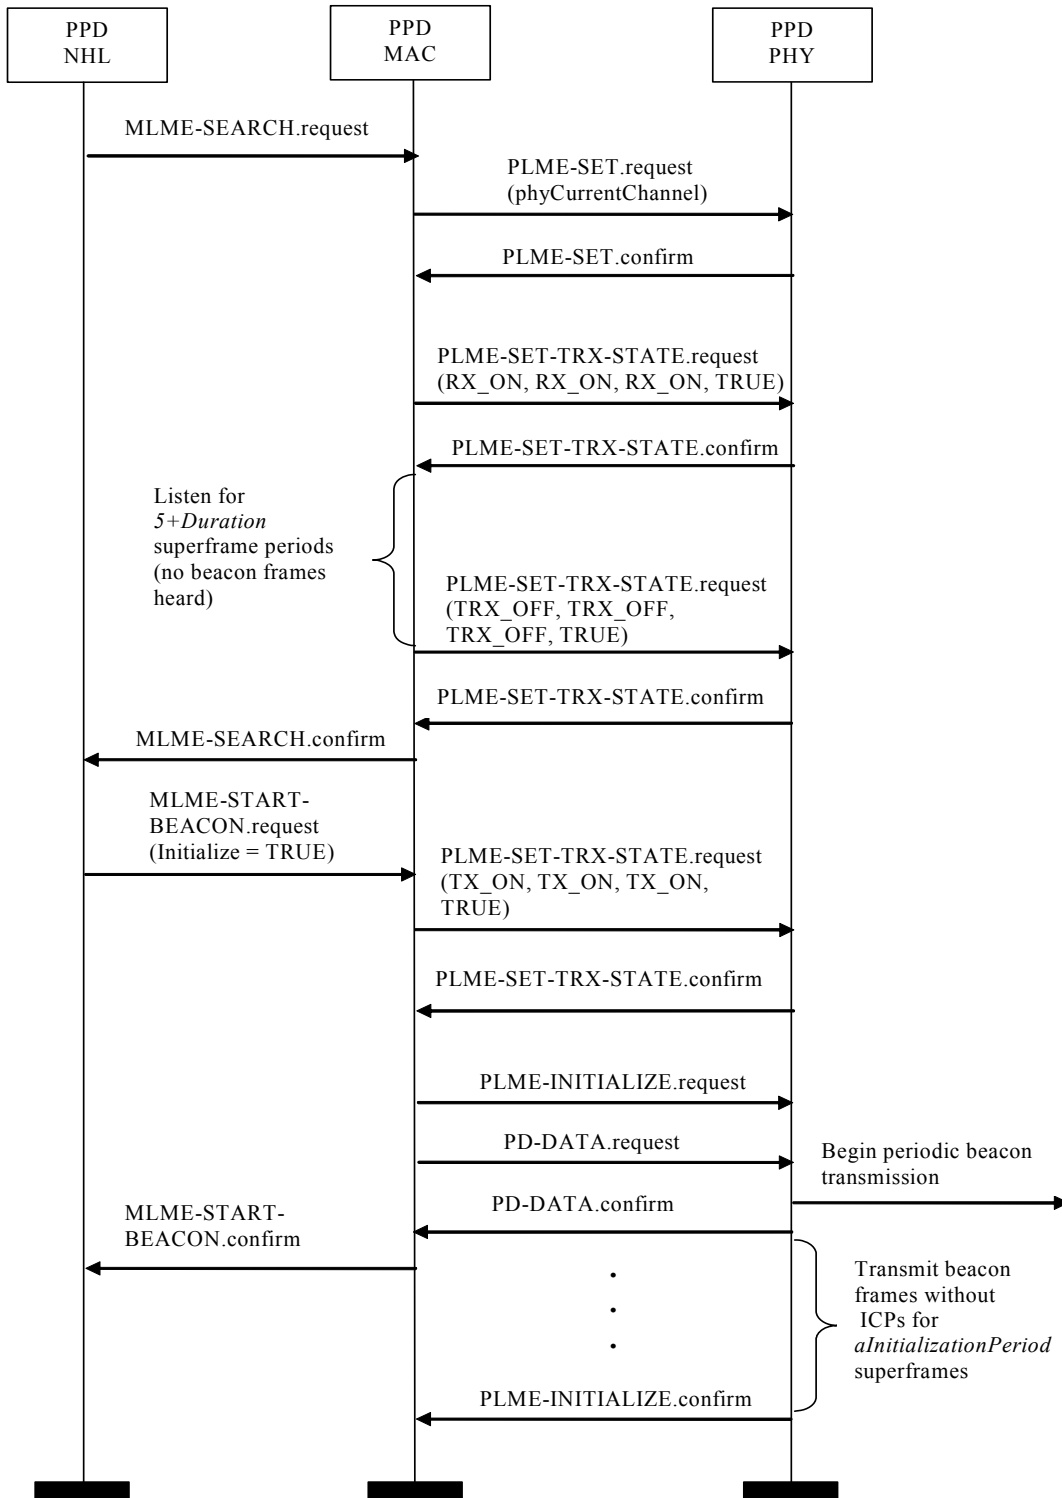 PPD
NHL
PPD
MAC
PPD
PHY
MLME-SEARCH.request
PLME-SET.request
(phyCurrentChannel)
PLME-SET.confirm
PLME-SET-TRX-STATE.request
(RX_ON, RX_ON, RX_ON, TRUE)
PLME-SET-TRX-STATE.confirm
Listen for
5+Duration
superframe periods
(no beacon frames
heard)
PLME-SET-TRX-STATE.request
(TRX_OFF, TRX_OFF,
TRX_OFF, TRUE)
PLME-SET-TRX-STATE.confirm
MLME-SEARCH.confirm
MLME-START-
BEACON.request
(Initialize = TRUE)
PLME-SET-TRX-STATE.request
(TX_ON, TX_ON, TX_ON,
TRUE)
PLME-SET-TRX-STATE.confirm
PLME-INITIALIZE.request
PD-DATA.request
Begin periodic beacon
transmission
PD-DATA.confirm
MLME-START-
BEACON.confirm
Transmit beacon
frames without
ICPs for
aInitializationPeriod
superframes
PLME-INITIALIZE.confirm